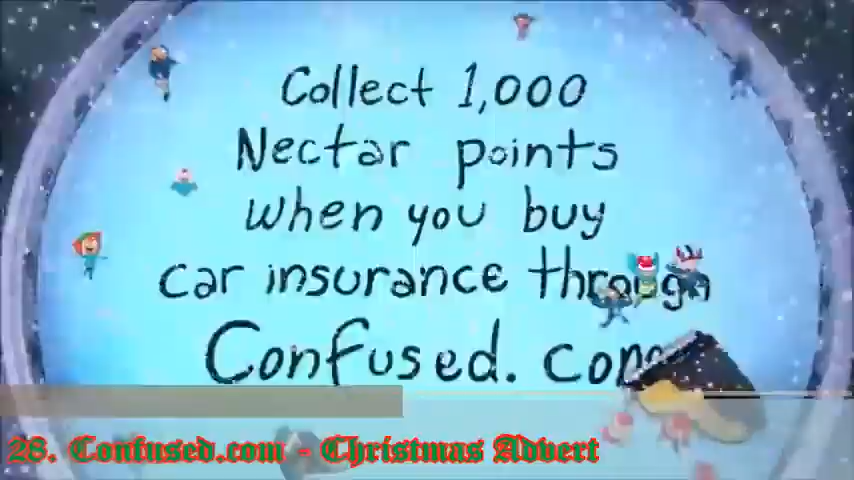 Collect 1,000
Nectar points
when you buy
car insurance through
Confused.com
28. Confused.com - Christmas Advert